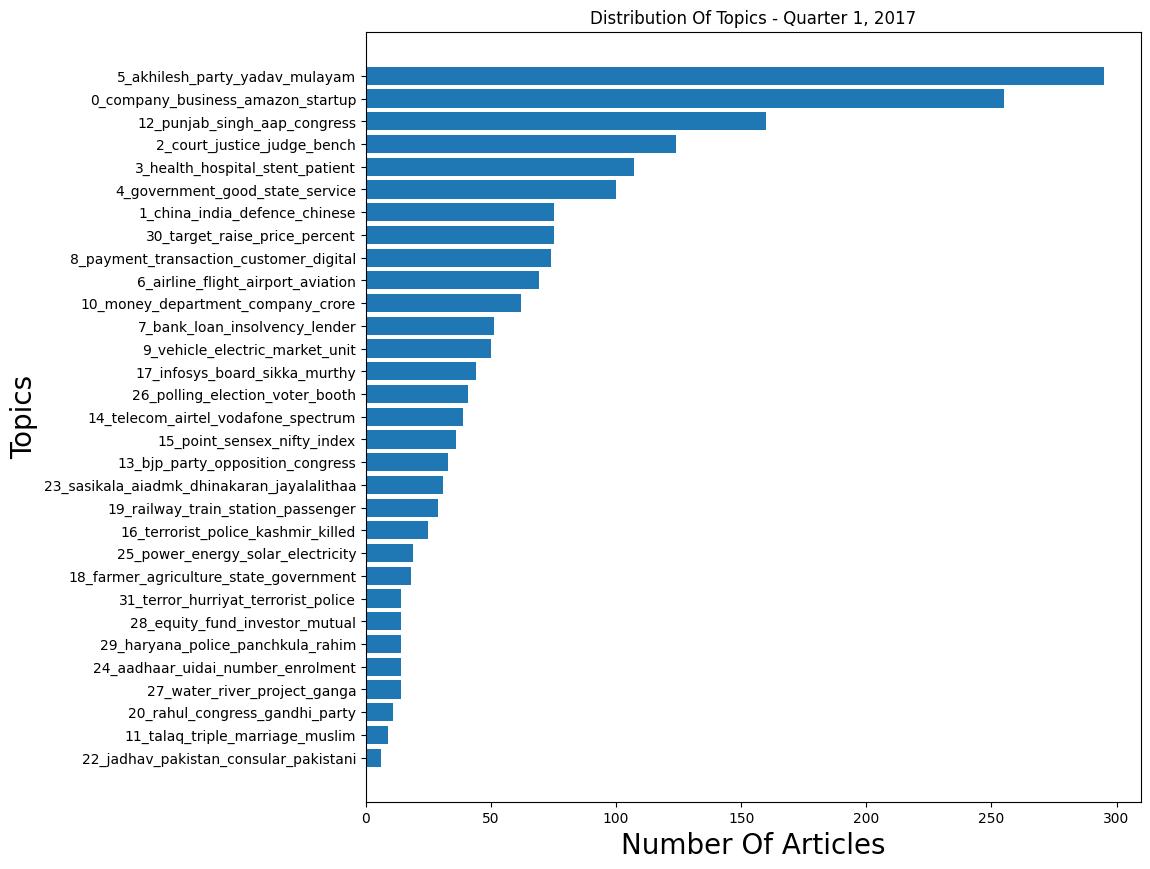 Distribution Of Topics - Quarter 1, 2017
5_akhilesh_party_yadav_mulayam
0_company_business_amazon_startup
12_punjab_singh_aap_congress
2_court_justice_judge_bench
3_health_hospital_stent_patient
4_government_good_state_service
1_china_india_defence_chinese
30_target_raise_price_percent
8_payment_transaction_customer_digital
6_airline_flight_airport_aviation
10_money_department_company_crore
7_bank_loan_insolvency_lender
9_vehicle_electric_market_unit
17_infosys_board_sikka_murthy
26_polling_election_voter_booth
14_telecom_airtel_vodafone_spectrum
15_point_sensex_nifty_index
13_bjp_party_opposition_congress
23_sasikala_aiadmk_dhinakaran_jayalalithaa
19_railway_train_station_passenger
16_terrorist_police_kashmir_killed
25_power_energy_solar_electricity
18_farmer_agriculture_state_government
31_terror_hurriyat_terrorist_police
28_equity_fund_investor_mutual
29_haryana_police_panchkula_rahim
24_aadhaar_uidai_number_enrolment
27_water_river_project_ganga
20_rahul_congress_gandhi_party
11_talaq_triple_marriage_muslim
22_jadhav_pakistan_consular_pakistani
Topics
0 50 100 150 200 250 300
Number Of Articles